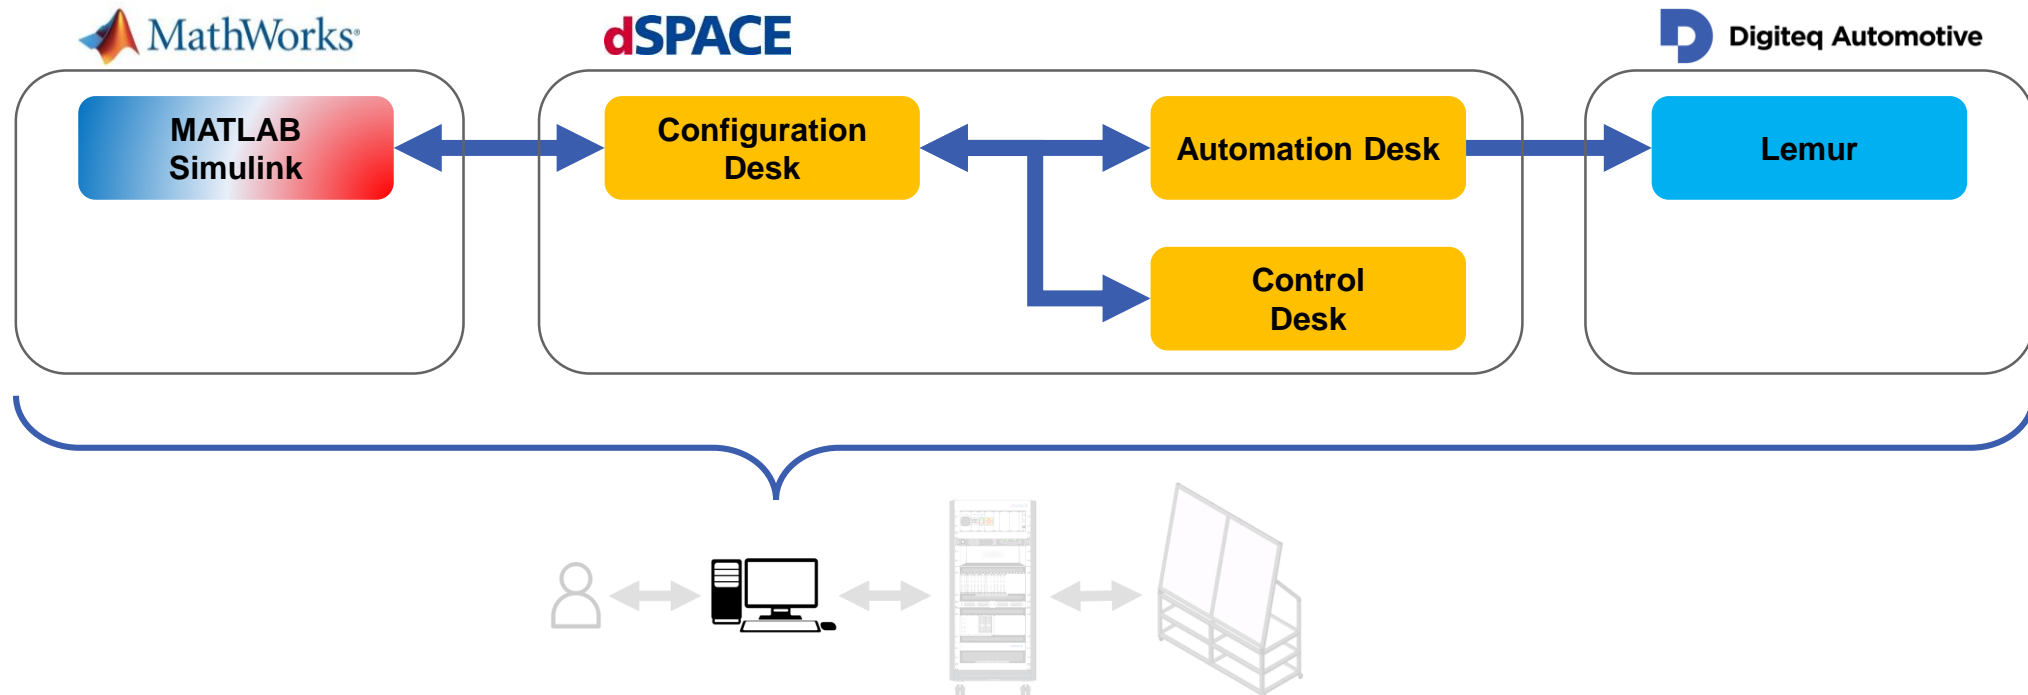 MathWorks®
dSPACE
Digiteq Automotive
MATLAB
Simulink
Configuration
Desk
Automation Desk
Lemur
Control
Desk